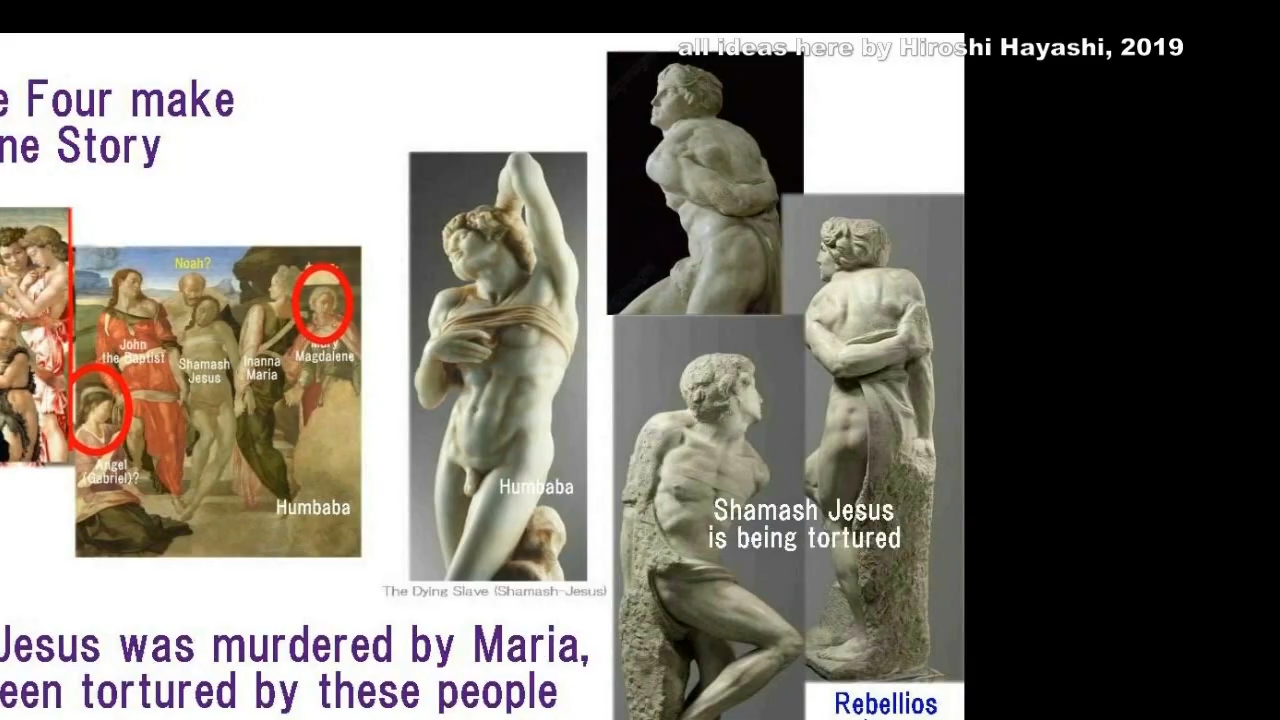 all ideas here by Hiroshi Hayashi, 2019
e Four make
ne Story
Noah?
John
the Baptist
Shamash
Jesus
Inanna
Maria
Mary
Magdalene
Angel
(Gabriel)?
Humbaba
Humbaba
The Dying Slave (Shamash-Jesus)
Shamash Jesus
is being tortured
Jesus was murdered by Maria,
een tortured by these people
Rebellios